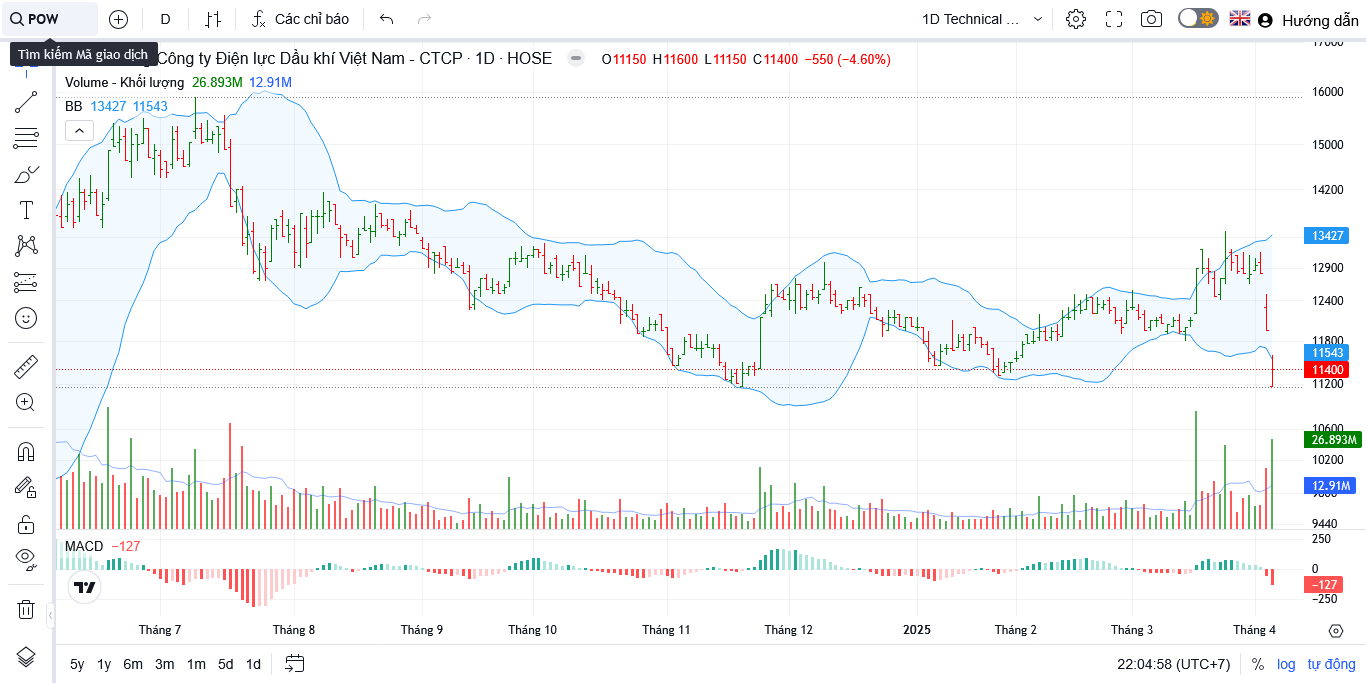 POW
D
Các chỉ báo
1D Technical ...
Hướng dẫn
Tìm kiếm Mã giao dịch
Công ty Điện lực Dầu khí Việt Nam - CTCP · 1D · HOSE
O11150 H11600 L11150 C11400 −550 (−4.60%)
Volume - Khối lượng 26.893M 12.91M
BB 13427 11543
17000
16000
15000
14200
13427
12900
12400
11800
11543
11400
11200
10600
26.893M
10200
12.91M
9800
9440
MACD −127
250
0
−127
−250
Tháng 7 Tháng 8 Tháng 9 Tháng 10 Tháng 11 Tháng 12 2025 Tháng 2 Tháng 3 Tháng 4
5y 1y 6m 3m 1m 5d 1d
22:04:58 (UTC+7) % log tự động